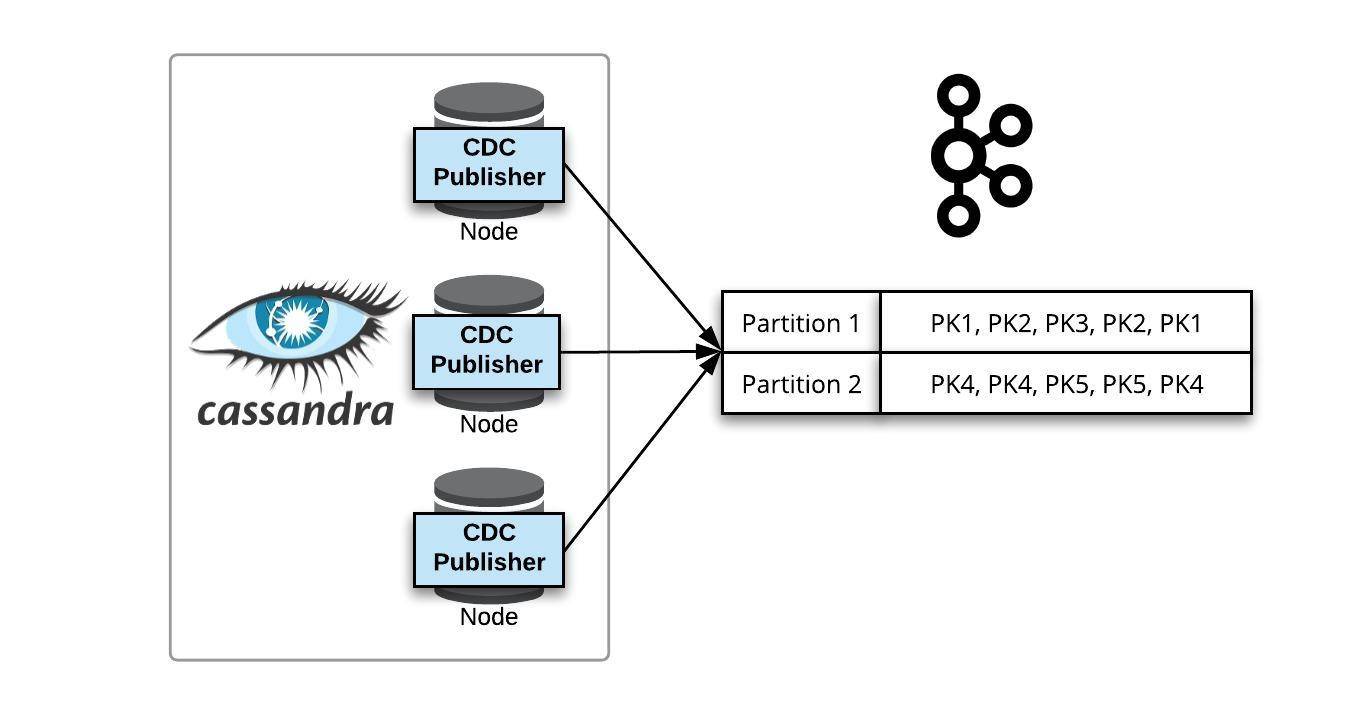 CDC
Publisher
Node
CDC
Publisher
Node
cassandra
CDC
Publisher
Node
Partition 1 PK1, PK2, PK3, PK2, PK1
Partition 2 PK4, PK4, PK5, PK5, PK4